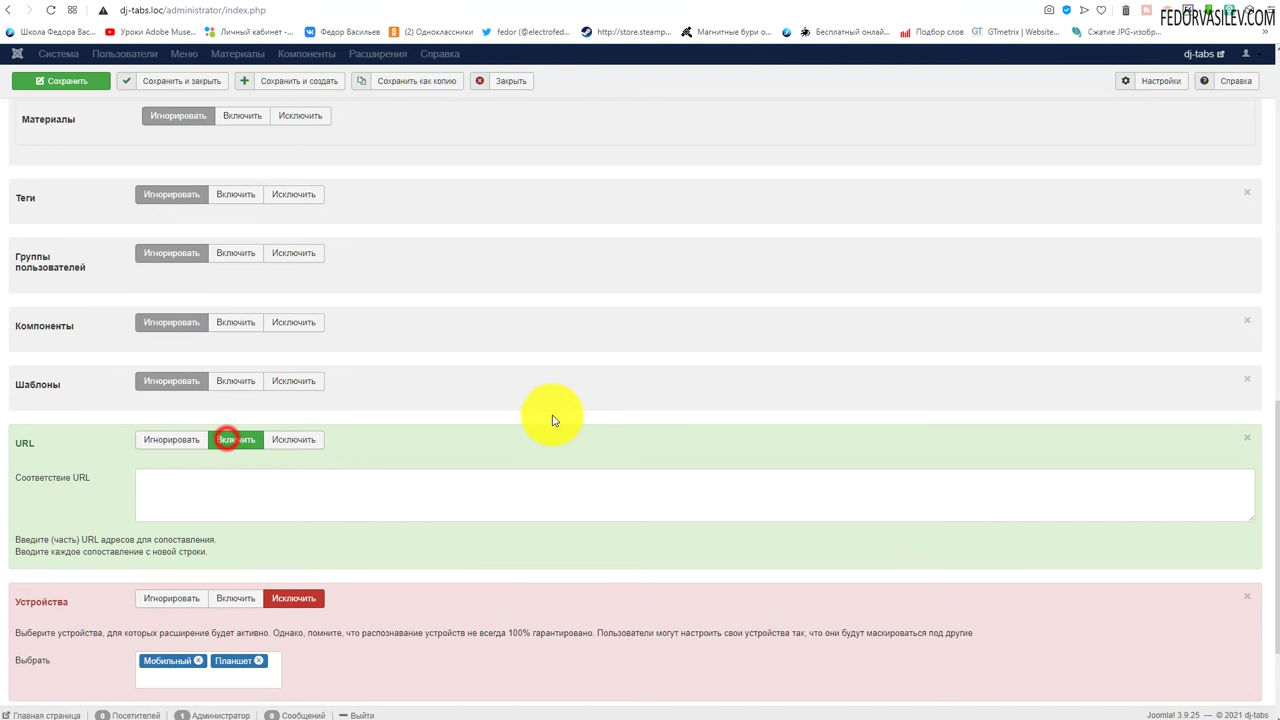 dj-tabs.loc/administrator/index.php
FEDORVASILEV.COM
Школа Федора Вас...
Уроки Adobe Muse...
Личный кабинет -...
Федор Васильев
(2) Одноклассники
fedor (@electrofed...
http://store.steamp...
Магнитные бури о...
Бесплатный онлай...
Подбор слов
GTmetrix | Website...
Сжатие JPG-изобр...
Система
Пользователи
Меню
Материалы
Компоненты
Расширения
Справка
dj-tabs
Сохранить
Сохранить и закрыть
Сохранить и создать
Сохранить как копию
Закрыть
Настройки
Справка
Материалы
Игнорировать Включить Исключить
Теги
Игнорировать Включить Исключить
Группы
пользователей
Игнорировать Включить Исключить
Компоненты
Игнорировать Включить Исключить
Шаблоны
Игнорировать Включить Исключить
URL
Игнорировать Включить Исключить
Соответствие URL
Введите (часть) URL адресов для сопоставления.
Вводите каждое сопоставление с новой строки.
Устройства
Игнорировать Включить Исключить
Выберите устройства, для которых расширение будет активно. Однако, помните, что распознавание устройств не всегда 100% гарантировано. Пользователи могут настроить свои устройства так, что они будут маскироваться под другие
Выбрать
Мобильный
Планшет
Главная страница
0 Посетителей
1 Администратор
0 Сообщений
Выйти
Joomla! 3.9.25 — © 2021 dj-tabs